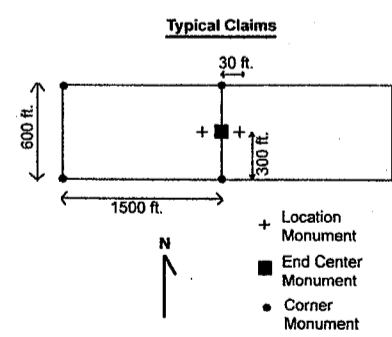 Typical Claims
30 ft.
600 ft.
300 ft.
1500 ft.
N
Location
Monument
End Center
Monument
Corner
Monument